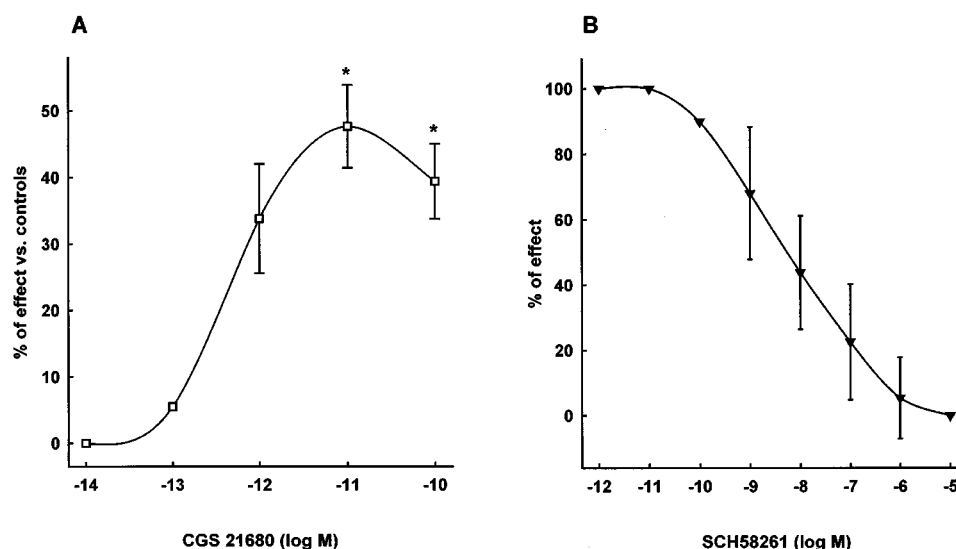 A
% of effect vs. controls
50
40
30
20
10
0
* *
-14 -13 -12 -11 -10
CGS 21680 (log M)
B
% of effect
100
80
60
40
20
0
-12 -11 -10 -9 -8 -7 -6 -5
SCH58261 (log M)